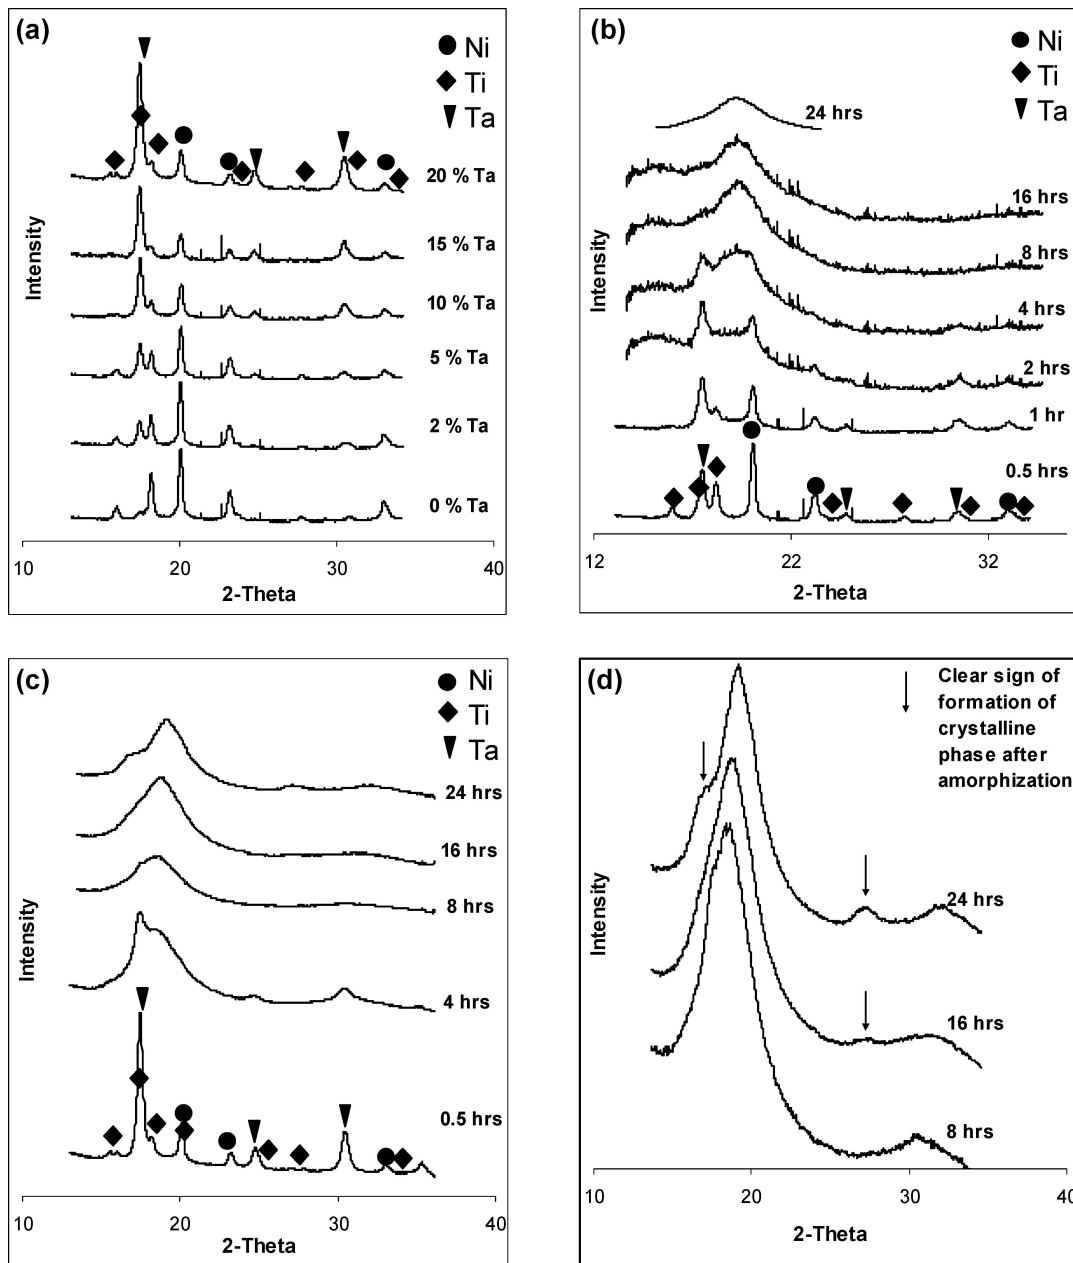 (a)
Ni
Ti
Ta
20 % Ta
15 % Ta
10 % Ta
5 % Ta
2 % Ta
0 % Ta
Intensity
10 20 30 40
2-Theta
(b)
Ni
Ti
Ta
24 hrs
16 hrs
8 hrs
4 hrs
2 hrs
1 hr
0.5 hrs
Intensity
12 22 32
2-Theta
(c)
Ni
Ti
Ta
24 hrs
16 hrs
8 hrs
4 hrs
0.5 hrs
Intensity
10 20 30 40
2-Theta
(d)
Clear sign of
formation of
crystalline
phase after
amorphization
24 hrs
16 hrs
8 hrs
Intensity
10 20 30 40
2-Theta